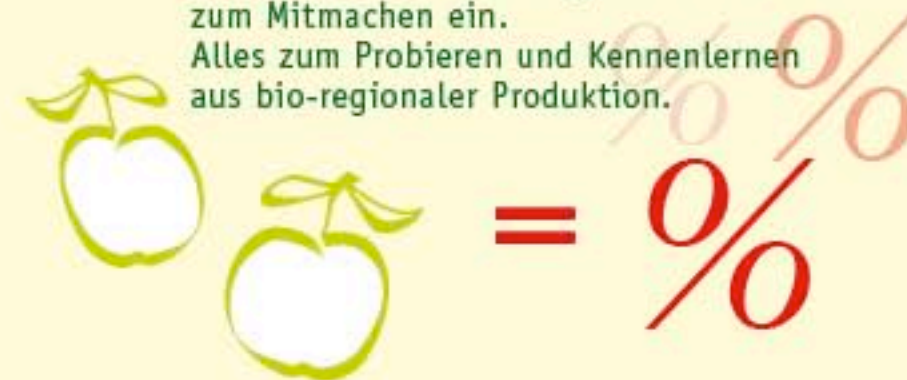 zum Mitmachen ein.
Alles zum Probieren und Kennenlernen
aus bio-regionaler Produktion.
% %
= %